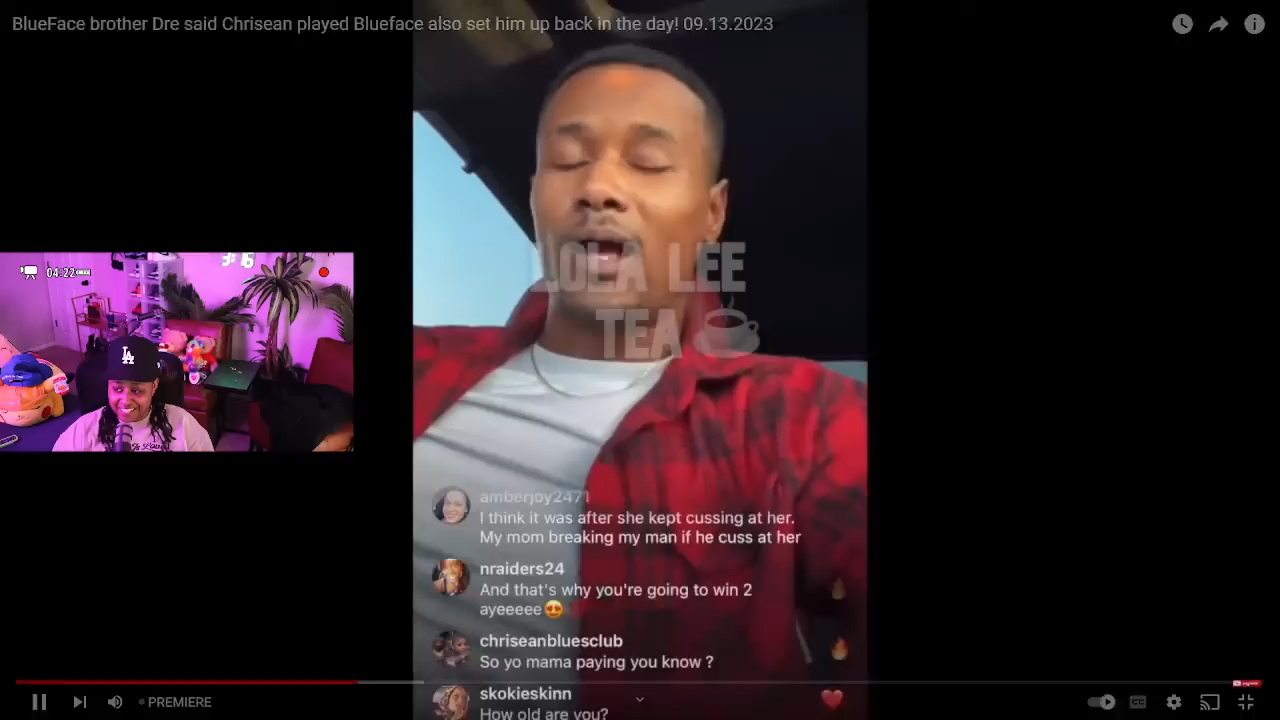 BlueFace brother Dre said Chrisean played Blueface also set him up back in the day! 09.13.2023
LOLA LEE
TEA
04:22
LA
amberjoy2471
I think it was after she kept cussing at her.
My mom breaking my man if he cuss at her
nraiders24
And that's why you're going to win 2
ayeeeee😍
chriseanbluesclub
So yo mama paying you know ?
skokieskinn
How old are you?
PREMIERE
CC